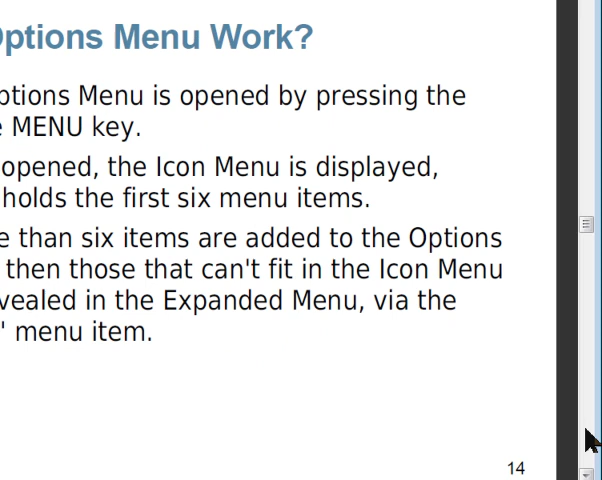 Options Menu Work?
ptions Menu is opened by pressing the
e MENU key.
opened, the Icon Menu is displayed,
holds the first six menu items.
e than six items are added to the Options
then those that can't fit in the Icon Menu
vealed in the Expanded Menu, via the
" menu item.
14